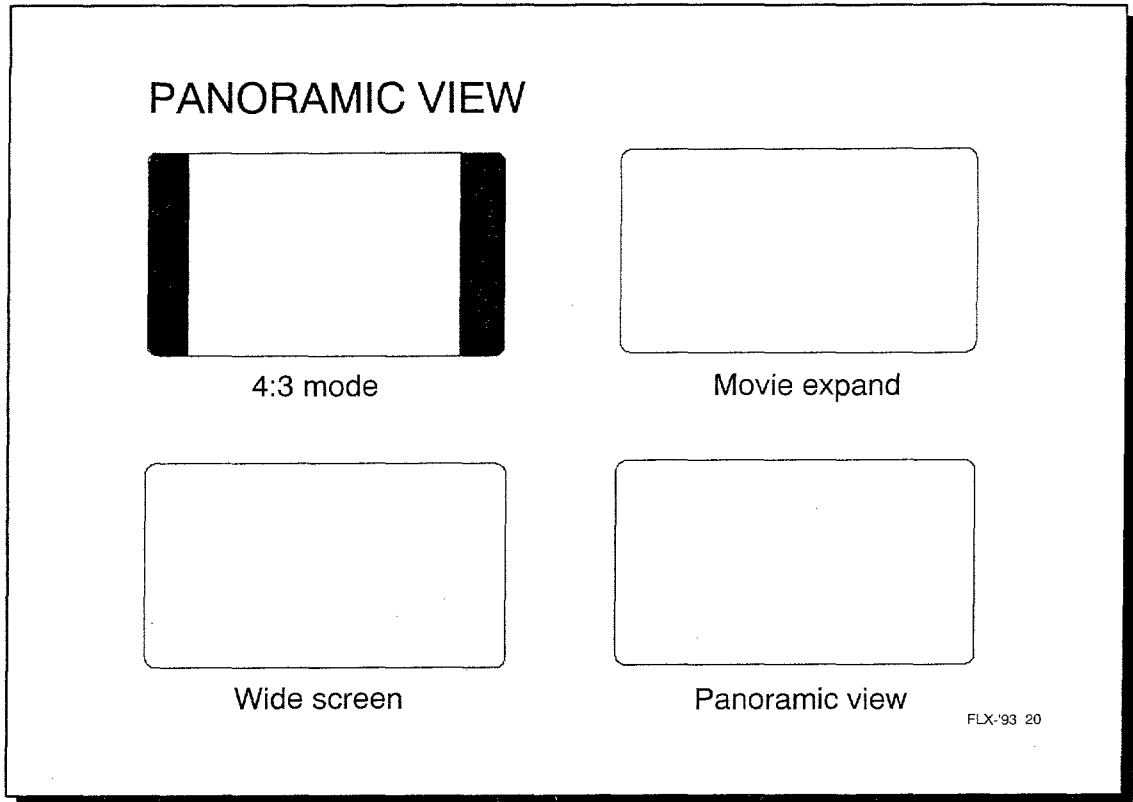 PANORAMIC VIEW
4:3 mode
Movie expand
Wide screen
Panoramic view
FLX-'93 20